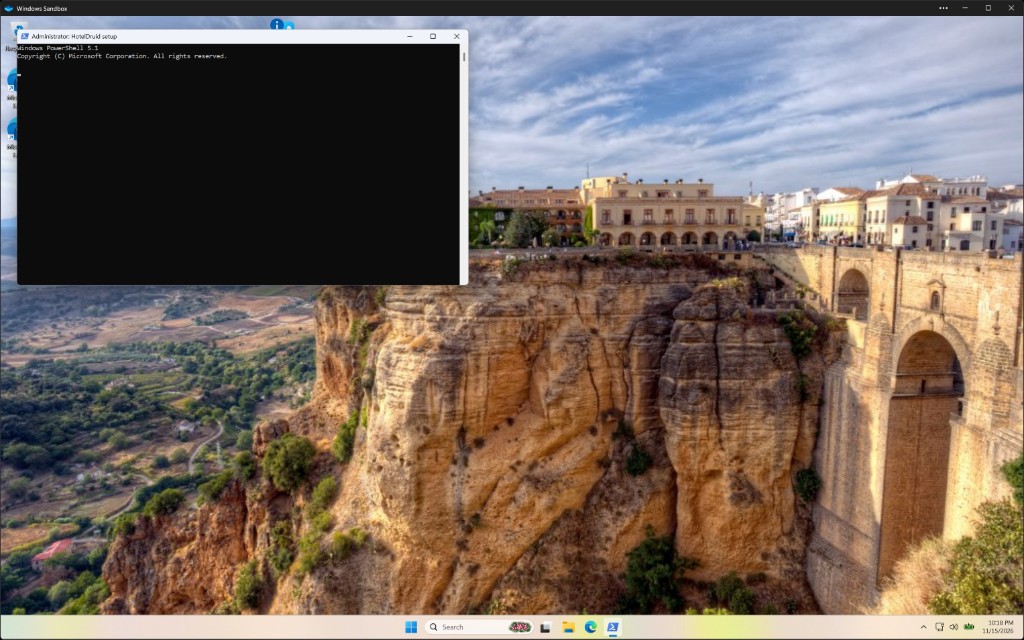 Windows Sandbox
Administrator: HotelDruid setup
Windows PowerShell 5.1
Copyright (C) Microsoft Corporation. All rights reserved.
Search
10:18 PM
11/15/2026